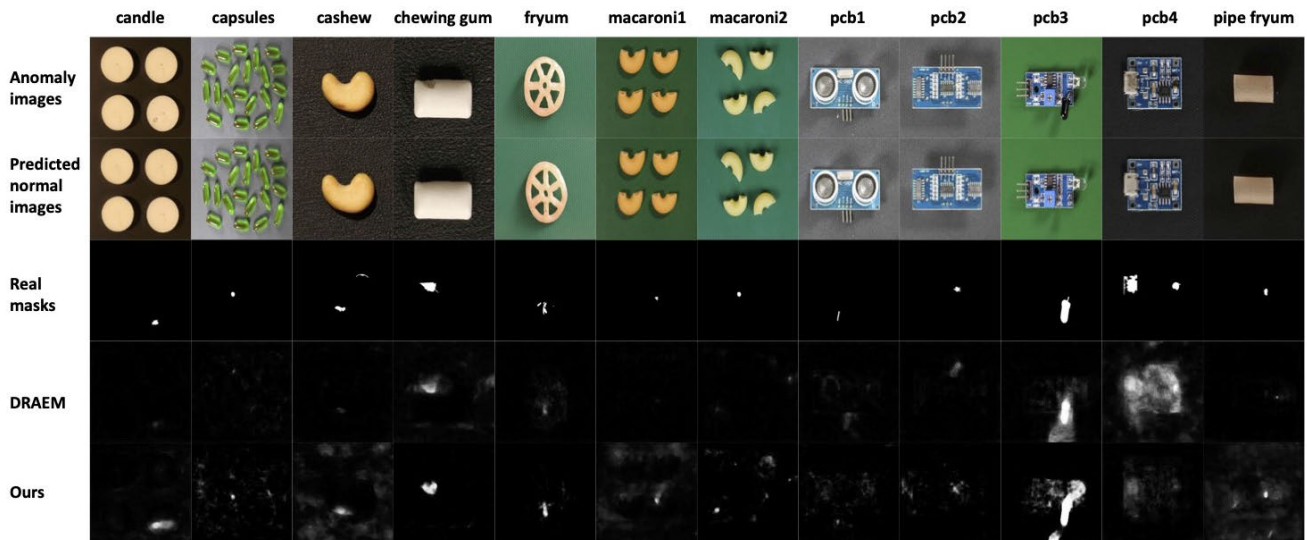 candle capsules cashew chewing gum fryum macaroni1 macaroni2 pcb1 pcb2 pcb3 pcb4 pipe fryum
Anomaly
images
Predicted
normal
images
Real
masks
DRAEM
Ours